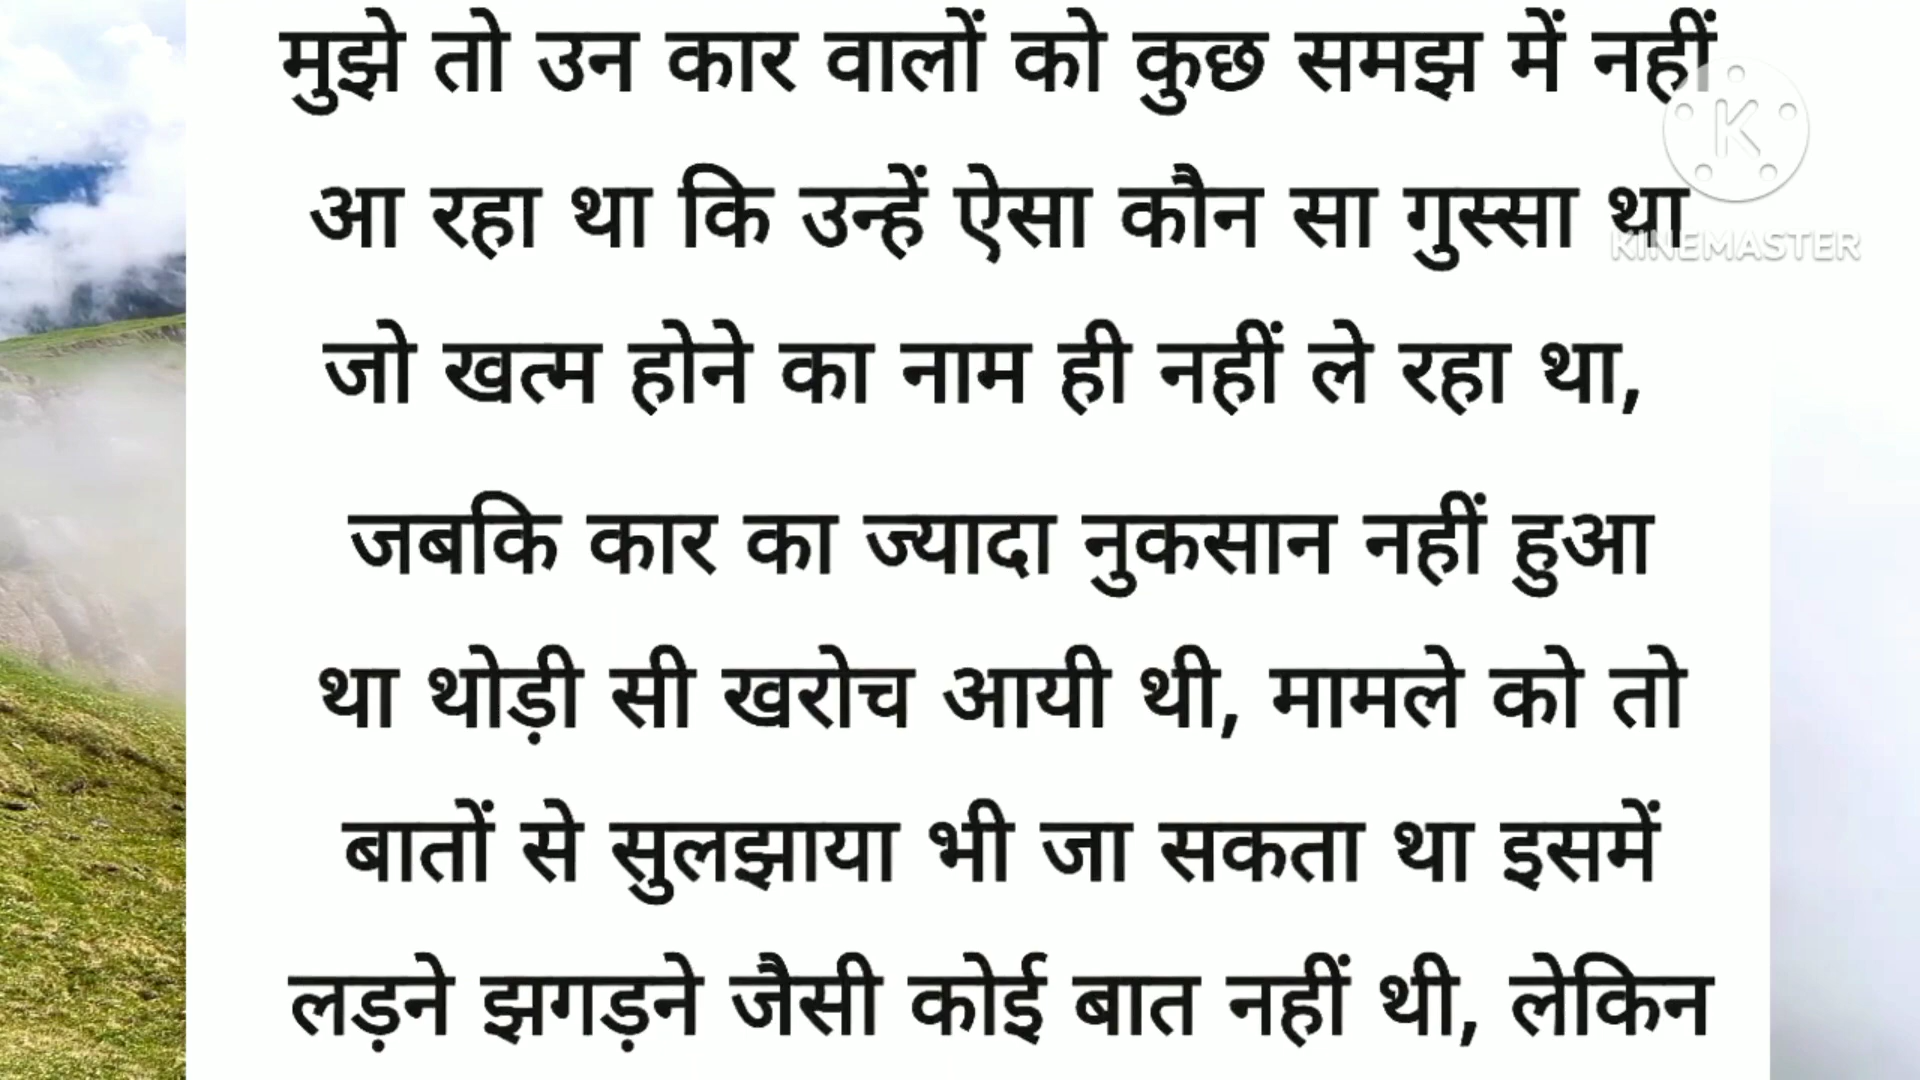 मुझे तो उन कार वालों को कुछ समझ में नहीं
आ रहा था कि उन्हें ऐसा कौन सा गुस्सा था
जो खत्म होने का नाम ही नहीं ले रहा था,
जबकि कार का ज्यादा नुकसान नहीं हुआ
था थोड़ी सी खरोच आयी थी, मामले को तो
बातों से सुलझाया भी जा सकता था इसमें
लड़ने झगड़ने जैसी कोई बात नहीं थी, लेकिन
K
KINEMASTER